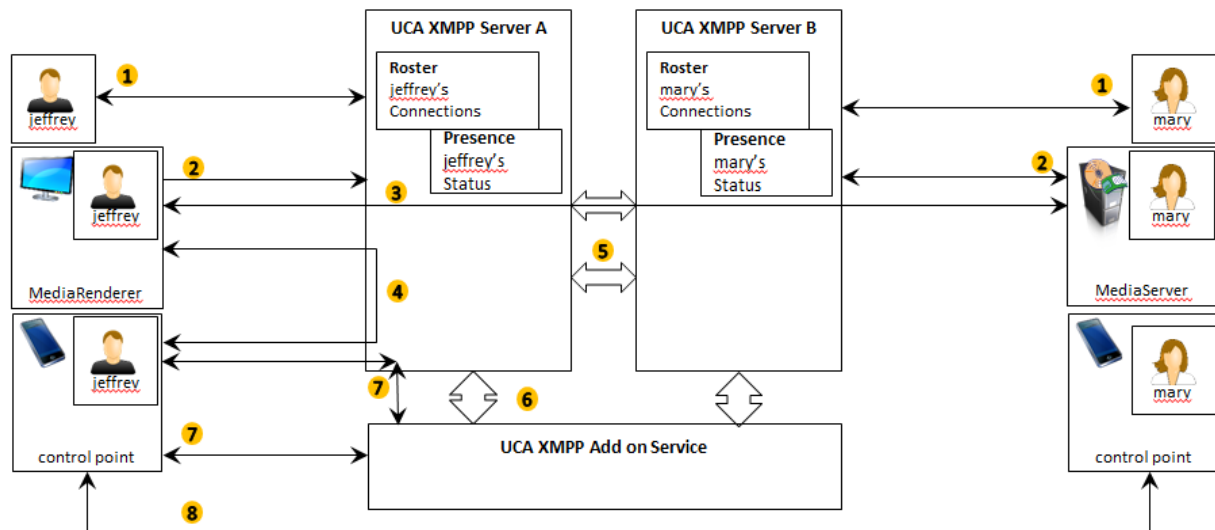 UCA XMPP Server A
UCA XMPP Server B
Roster
jeffrey's
Connections
Presence
jeffrey's
Status
Roster
mary's
Connections
Presence
mary's
Status
1
jeffrey
1
mary
2
jeffrey
MediaRenderer
3
2
mary
MediaServer
4
5
jeffrey
control point
7
6
7
UCA XMPP Add on Service
mary
control point
8